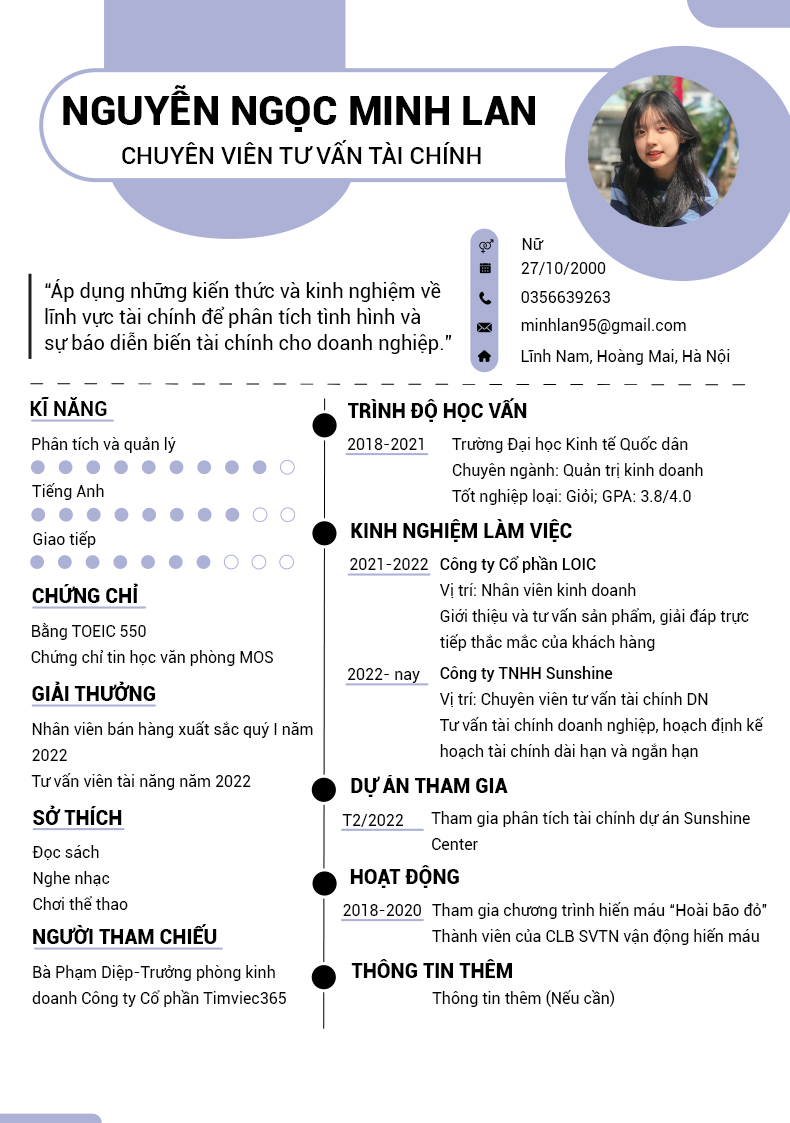 NGUYỄN NGỌC MINH LAN
CHUYÊN VIÊN TƯ VẤN TÀI CHÍNH
Nữ
27/10/2000
0356639263
minhlan95@gmail.com
Lĩnh Nam, Hoàng Mai, Hà Nội
“Áp dụng những kiến thức và kinh nghiệm về
lĩnh vực tài chính để phân tích tình hình và
sự báo diễn biến tài chính cho doanh nghiệp.”
KĨ NĂNG
Phân tích và quản lý
Tiếng Anh
Giao tiếp
CHỨNG CHỈ
Bằng TOEIC 550
Chứng chỉ tin học văn phòng MOS
GIẢI THƯỞNG
Nhân viên bán hàng xuất sắc quý I năm
2022
Tư vấn viên tài năng năm 2022
SỞ THÍCH
Đọc sách
Nghe nhạc
Chơi thể thao
NGƯỜI THAM CHIẾU
Bà Phạm Diệp-Trưởng phòng kinh
doanh Công ty Cổ phần Timviec365
TRÌNH ĐỘ HỌC VẤN
2018-2021 Trường Đại học Kinh tế Quốc dân
Chuyên ngành: Quản trị kinh doanh
Tốt nghiệp loại: Giỏi; GPA: 3.8/4.0
KINH NGHIỆM LÀM VIỆC
2021-2022 Công ty Cổ phần LOIC
Vị trí: Nhân viên kinh doanh
Giới thiệu và tư vấn sản phẩm, giải đáp trực
tiếp thắc mắc của khách hàng
2022- nay Công ty TNHH Sunshine
Vị trí: Chuyên viên tư vấn tài chính DN
Tư vấn tài chính doanh nghiệp, hoạch định kế
hoạch tài chính dài hạn và ngắn hạn
DỰ ÁN THAM GIA
T2/2022 Tham gia phân tích tài chính dự án Sunshine
Center
HOẠT ĐỘNG
2018-2020 Tham gia chương trình hiến máu “Hoài bão đỏ”
Thành viên của CLB SVTN vận động hiến máu
THÔNG TIN THÊM
Thông tin thêm (Nếu cần)